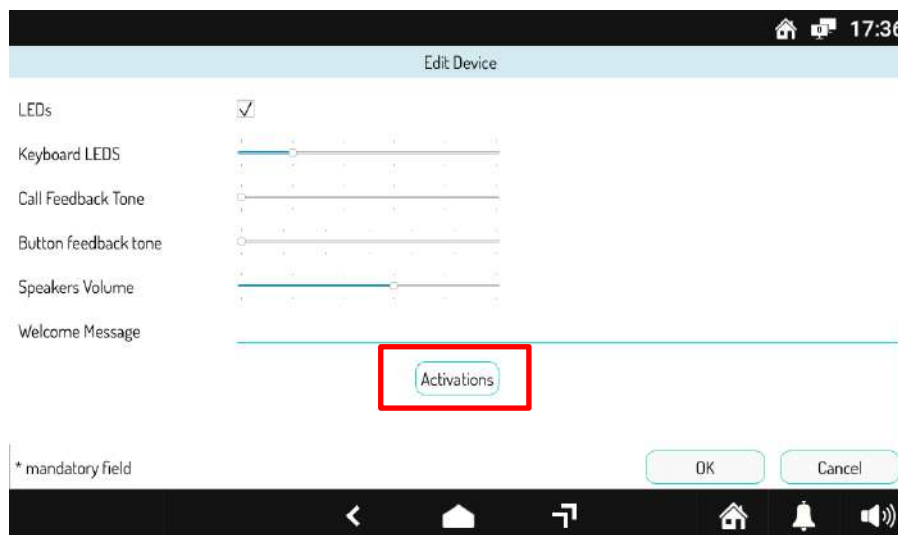 17:36
Edit Device
LEDs
Keyboard LEDS
Call Feedback Tone
Button feedback tone
Speakers Volume
Welcome Message
Activations
* mandatory field
OK
Cancel